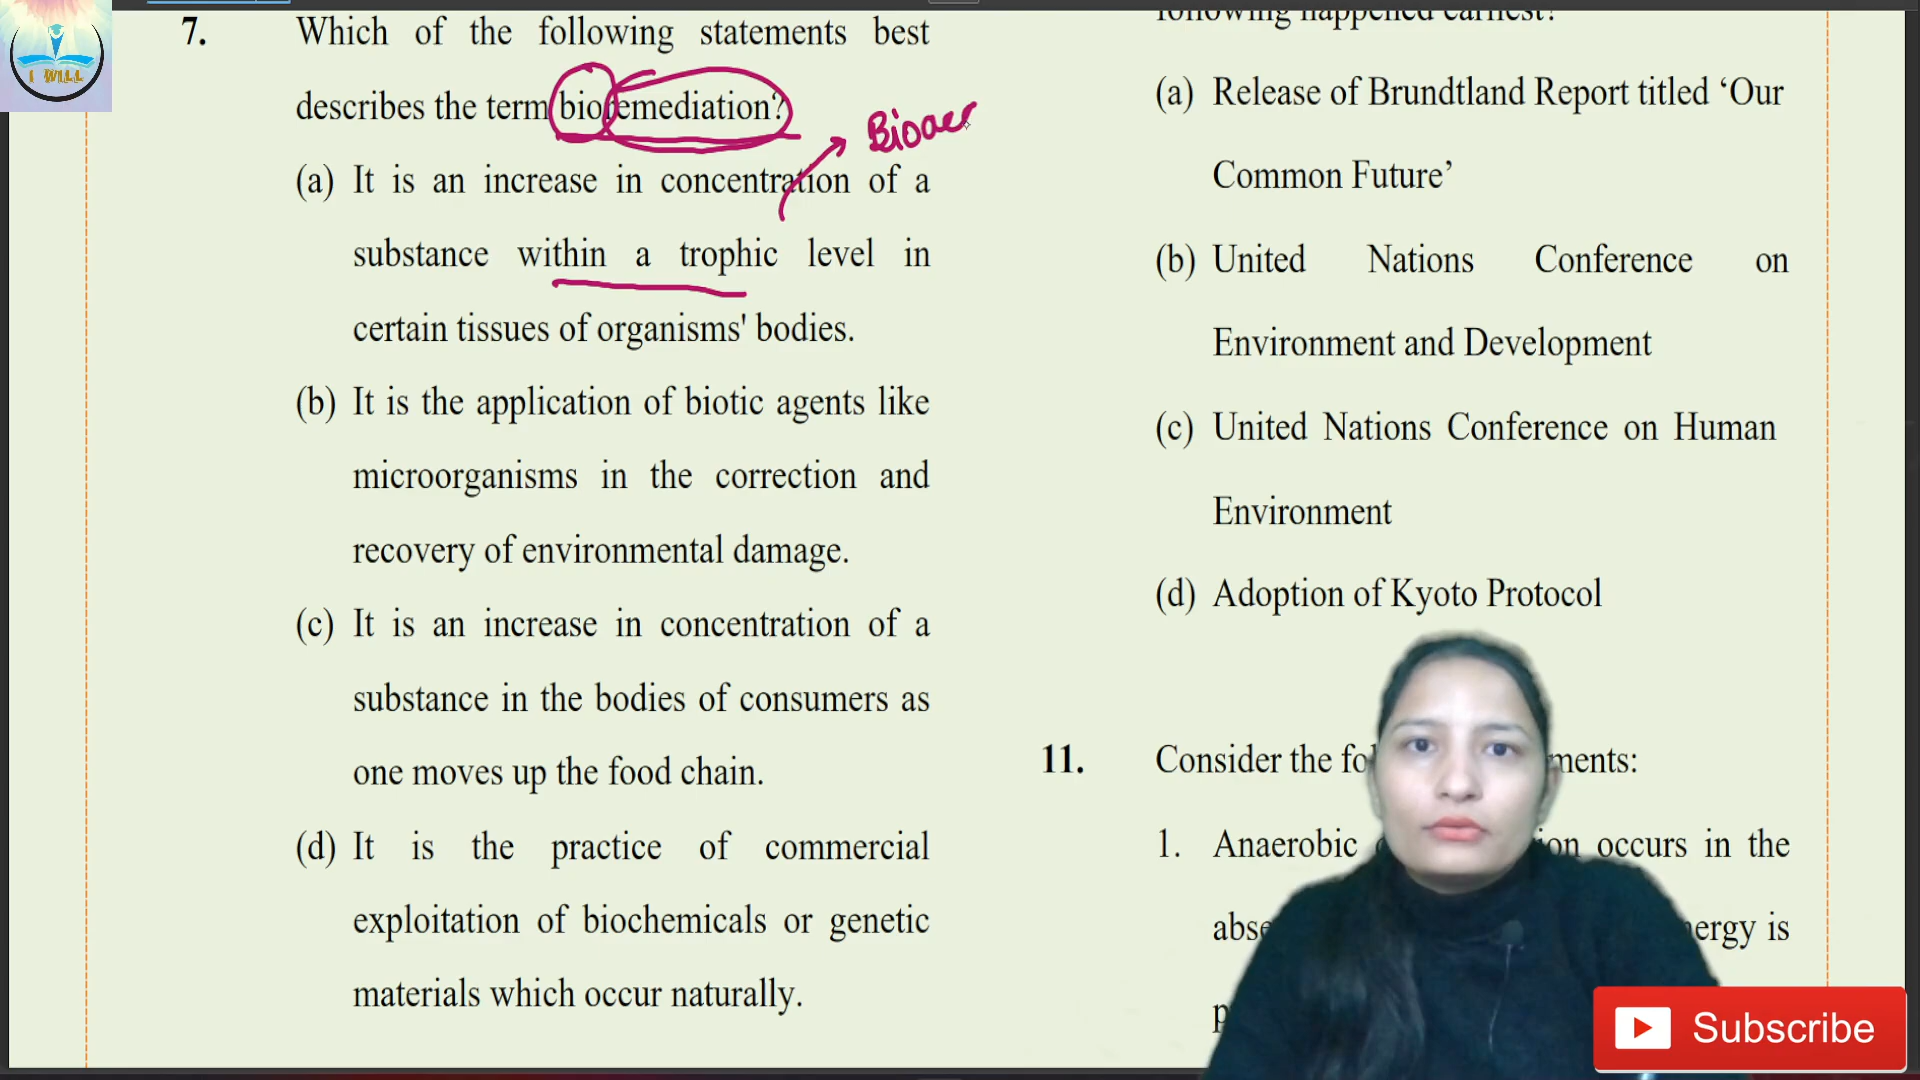 I WILL
7.
Which of the following statements best
describes the term bioremediation?
(a) It is an increase in concentration of a
substance within a trophic level in
certain tissues of organisms' bodies.
(b) It is the application of biotic agents like
microorganisms in the correction and
recovery of environmental damage.
(c) It is an increase in concentration of a
substance in the bodies of consumers as
one moves up the food chain.
(d) It is the practice of commercial
exploitation of biochemicals or genetic
materials which occur naturally.
Bioacc
following happened earliest?
(a) Release of Brundtland Report titled ‘Our
Common Future’
(b) United Nations Conference on
Environment and Development
(c) United Nations Conference on Human
Environment
(d) Adoption of Kyoto Protocol
11. Consider the ments:
1. Anaerobic occurs in the
is
Subscribe